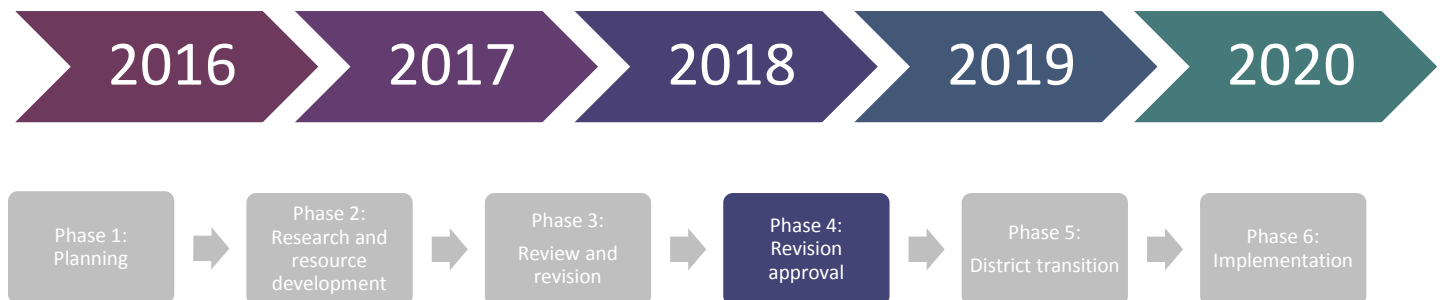 2016
2017
2018
2019
2020
Phase 1:
Planning
Phase 2:
Research and
resource
development
Phase 3:
Review and
revision
Phase 4:
Revision
approval
Phase 5:
District transition
Phase 6:
Implementation